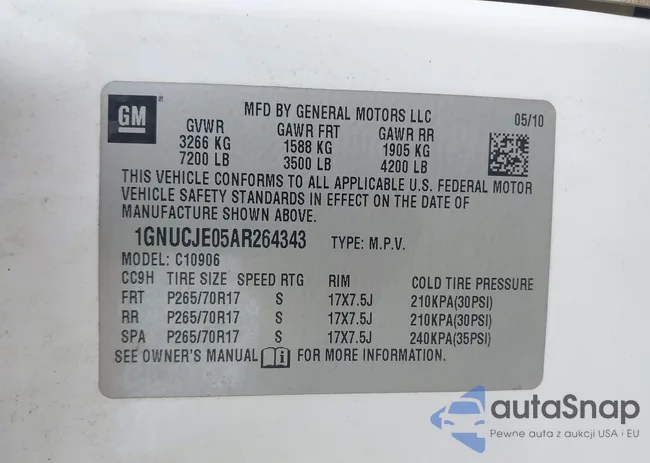 GM
MFD BY GENERAL MOTORS LLC 05/10
GVWR GAWR FRT GAWR RR
3266 KG 1588 KG 1905 KG
7200 LB 3500 LB 4200 LB
THIS VEHICLE CONFORMS TO ALL APPLICABLE U.S. FEDERAL MOTOR
VEHICLE SAFETY STANDARDS IN EFFECT ON THE DATE OF
MANUFACTURE SHOWN ABOVE.
1GNUCJE05AR264343 TYPE: M.P.V.
MODEL: C10906
CC9H TIRE SIZE SPEED RTG RIM COLD TIRE PRESSURE
FRT P265/70R17 S 17X7.5J 210KPA(30PSI)
RR P265/70R17 S 17X7.5J 210KPA(30PSI)
SPA P265/70R17 S 17X7.5J 240KPA(35PSI)
SEE OWNER'S MANUAL i FOR MORE INFORMATION.
autaSnap
Pewne auta z aukcji USA i EU